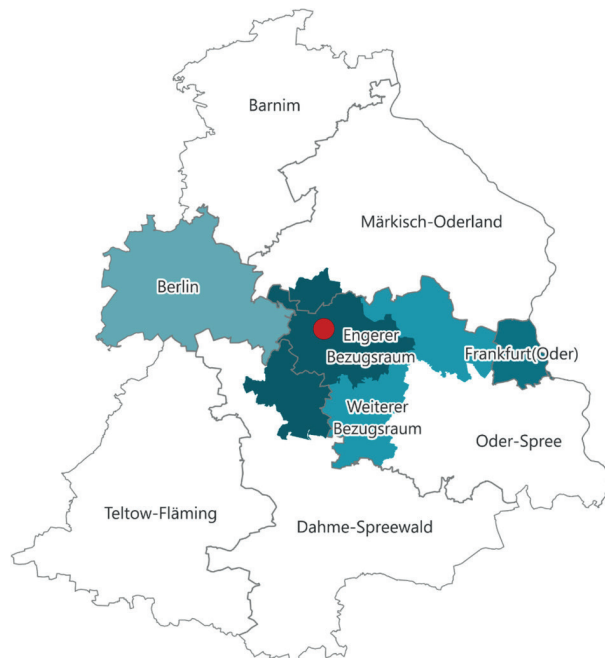 Barnim
Märkisch-Oderland
Berlin
Engerer
Bezugsraum
Frankfurt(Oder)
Weiterer
Bezugsraum
Oder-Spree
Teltow-Fläming
Dahme-Spreewald